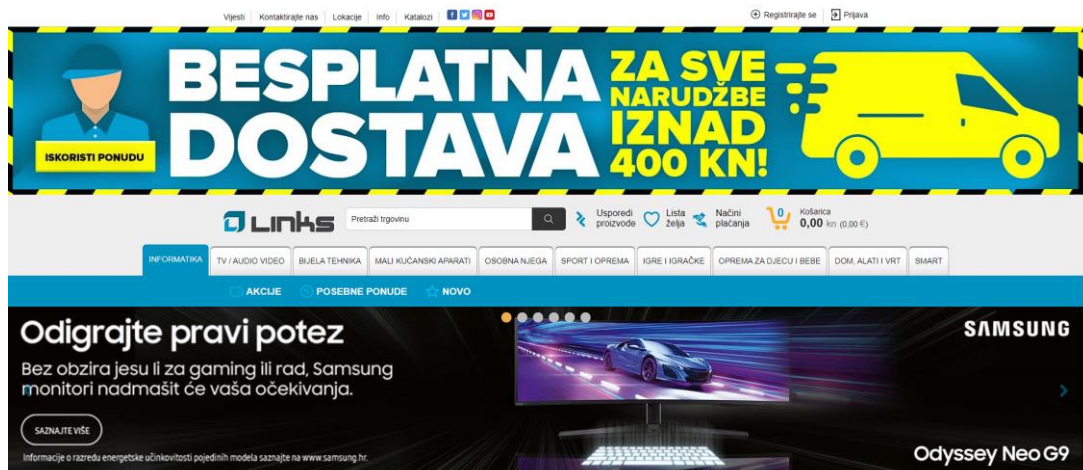 Vijesti Kontaktirajte nas Lokacije Info Katalozi Registrirajte se Prijava
BESPLATNA
DOSTAVA
ZA SVE
NARUDŽBE
IZNAD
400 KN!
ISKORISTI PONUDU
Links
Pretraži trgovinu
Usporedi
proizvode
Lista
želja
Načini
plaćanja
0
Košarica
0,00 kn (0,00 €)
INFORMATIKA TV / AUDIO VIDEO BIJELA TEHNIKA MALI KUĆANSKI APARATI OSOBNA NJEGA SPORT I OPREMA IGRE I IGRAČKE OPREMA ZA DJECU I BEBE DOM, ALATI I VRT SMART
AKCIJE POSEBNE PONUDE NOVO
Odigrajte pravi potez
SAMSUNG
Bez obzira jesu li za gaming ili rad, Samsung
monitori nadmašit će vaša očekivanja.
SAZNAJTE VIŠE
Informacije o razredu energetske učinkovitosti pojedinih modela saznajte na www.samsung.hr.
Odyssey Neo G9